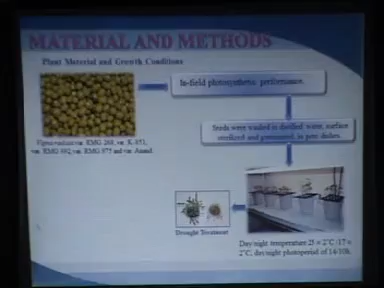 MATERIAL AND METHODS
Plant Material and Growth Conditions
In-field photosynthetic performance.
Vigna radiata var. RMG 268, var. K-851,
var. RMG 492, var. RMG 975 and var. Anand.
Seeds were washed in distilled water, surface
sterilized and germinated, in petri dishes.
Drought Treatment
Day/night temperature 25 ± 2°C /17 ±
2°C, day/night photoperiod of 14/10h.